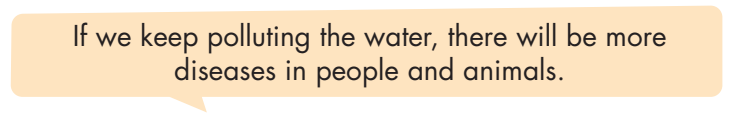 If we keep polluting the water, there will be more
diseases in people and animals.